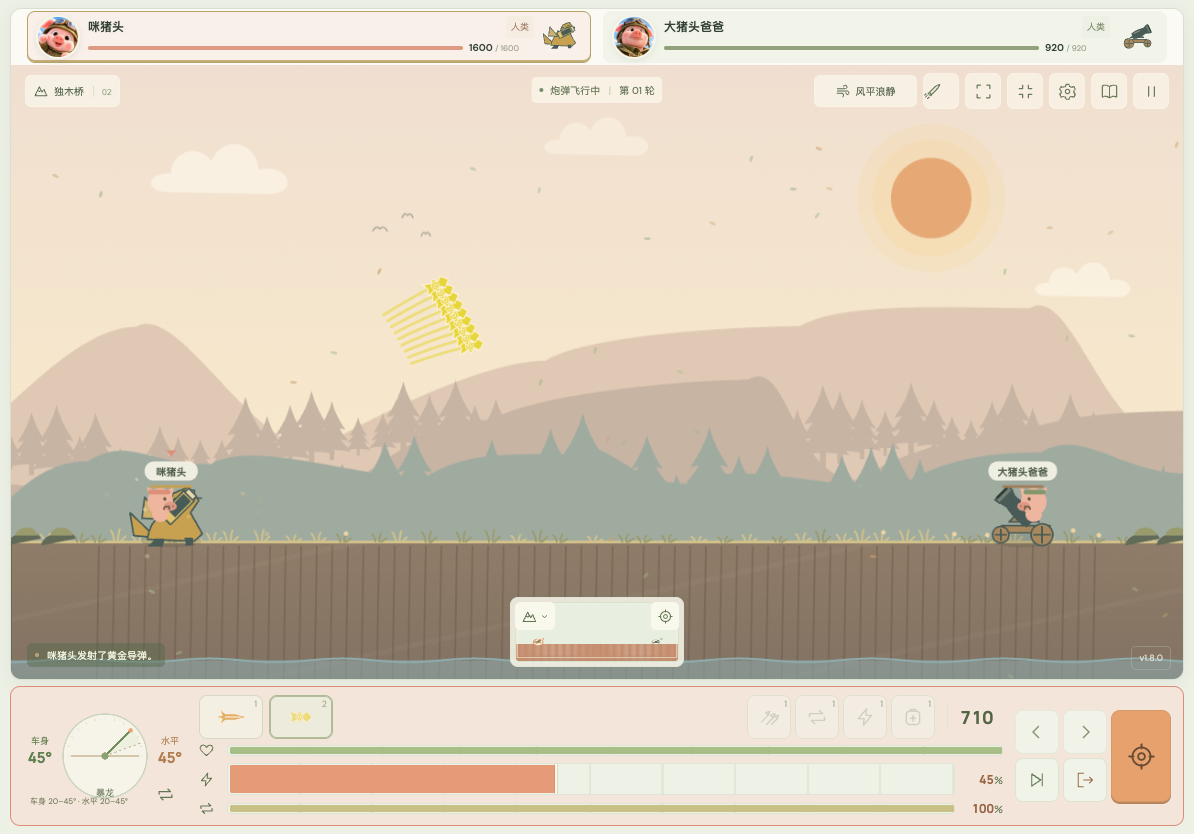 咪猪头
人类
1600 / 1600
大猪头爸爸
人类
920 / 920
独木桥 02
炮弹飞行中 第 01 轮
风平浪静
咪猪头
大猪头爸爸
咪猪头发射了黄金导弹。
v1.8.0
车身
45°
水平
45°
暴龙
车身 20–45° · 水平 20–45°
1
2
1
1
1
1
710
45%
100%